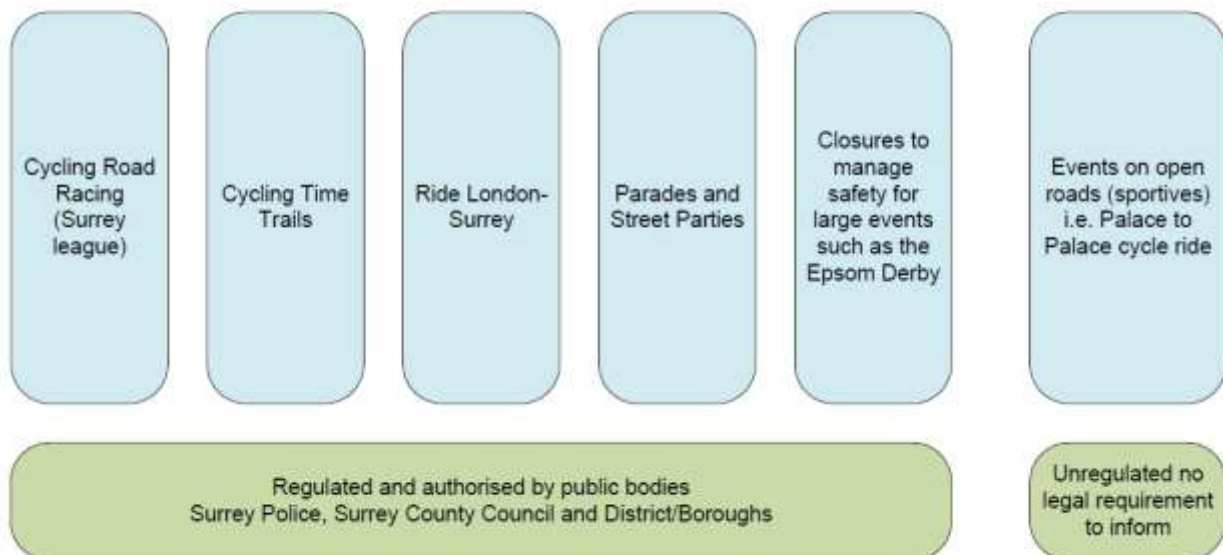 Cycling Road
Racing
(Surrey
league)
Cycling Time
Trails
Ride London-
Surrey
Parades and
Street Parties
Closures to
manage
safety for
large events
such as the
Epsom Derby
Events on open
roads (sportives)
i.e. Palace to
Palace cycle ride
Regulated and authorised by public bodies
Surrey Police, Surrey County Council and District/Boroughs
Unregulated no
legal requirement
to inform